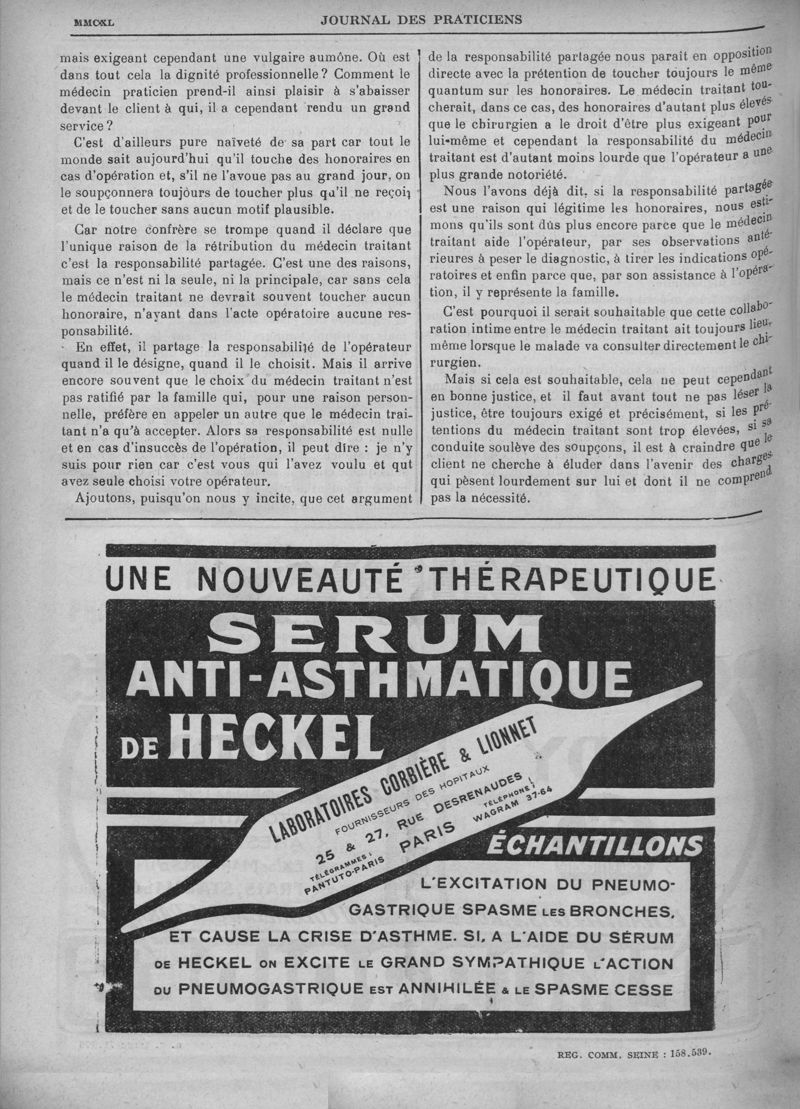 MMCXL
JOURNAL DES PRATICIENS
mais exigeant cependant une vulgaire aumône. Où est
dans tout cela la dignité professionnelle ? Comment le
médecin praticien prend-il ainsi plaisir à s'abaisser
devant le client à qui, il a cependant rendu un grand
service ?
C'est d'ailleurs pure naïveté de sa part car tout le
monde sait aujourd'hui qu'il touche des honoraires en
cas d'opération et, s'il ne l'avoue pas au grand jour, on
le soupçonnera toujours de toucher plus qu'il ne reçoi
et de le toucher sans aucun motif plausible.
Car notre confrère se trompe quand il déclare que
l'unique raison de la rétribution du médecin traitant
c'est la responsabilité partagée. C'est une des raisons,
mais ce n'est ni la seule, ni la principale, car sans cela
le médecin traitant ne devrait souvent toucher aucun
honoraire, n'ayant dans l'acte opératoire aucune res-
ponsabilité.
En effet, il partage la responsabilité de l'opérateur
quand il le désigne, quand il le choisit. Mais il arrive
encore souvent que le choix du médecin traitant n'est
pas ratifié par la famille qui, pour une raison person-
nelle, préfère en appeler un autre que le médecin trai-
tant n'a qu'à accepter. Alors sa responsabilité est nulle
et en cas d'insuccès de l'opération, il peut dire : je n'y
suis pour rien car c'est vous qui l'avez voulu et qut
avez seule choisi votre opérateur.
Ajoutons, puisqu'on nous y incite, que cet argument
de la responsabilité partagée nous paraît en opposition
directe avec la prétention de toucher toujours le même
quantum sur les honoraires. Le médecin traitant tou-
cherait, dans ce cas, des honoraires d'autant plus élevés
que le chirurgien a le droit d'être plus exigeant pour
lui-même et cependant la responsabilité du médecin
traitant est d'autant moins lourde que l'opérateur a une
plus grande notoriété.
Nous l'avons déjà dit, si la responsabilité partagée
est une raison qui légitime les honoraires, nous esti-
mons qu'ils sont dûs plus encore parce que le médecin
traitant aide l'opérateur, par ses observations anté-
rieures à peser le diagnostic, à tirer les indications opé-
ratoires et enfin parce que, par son assistance à l'opéra-
tion, il y représente la famille.
C'est pourquoi il serait souhaitable que cette collabo-
ration intime entre le médecin traitant ait toujours lieu,
même lorsque le malade va consulter directement le chi-
rurgien.
Mais si cela est souhaitable, cela ne peut cependant
en bonne justice, et il faut avant tout ne pas léser la
justice, être toujours exigé et précisément, si les pré-
tentions du médecin traitant sont trop élevées, si sa
conduite soulève des soupçons, il est à craindre que le
client ne cherche à éluder dans l'avenir des charges
qui pèsent lourdement sur lui et dont il ne comprend
pas la nécessité.
UNE NOUVEAUTÉ THÉRAPEUTIQUE
SERUM
ANTI-ASTHMATIQUE
DE HECKEL
LABORATOIRES CORBIÈRE & LIONNET
FOURNISSEURS DES HOPITAUX
25 & 27, RUE DESRENAUDES
TÉLÉGRAMMES:
PANTUTO-PARIS
PARIS
TÉLÉPHONE:
WAGRAM 37-64
ÉCHANTILLONS
L'EXCITATION DU PNEUMO-
GASTRIQUE SPASME LES BRONCHES,
ET CAUSE LA CRISE D'ASTHME. SI, A L'AIDE DU SÉRUM
DE HECKEL ON EXCITE LE GRAND SYMPATHIQUE L'ACTION
DU PNEUMOGASTRIQUE EST ANNIHILÉE & LE SPASME CESSE
REG. COMM. SEINE : 158.539.